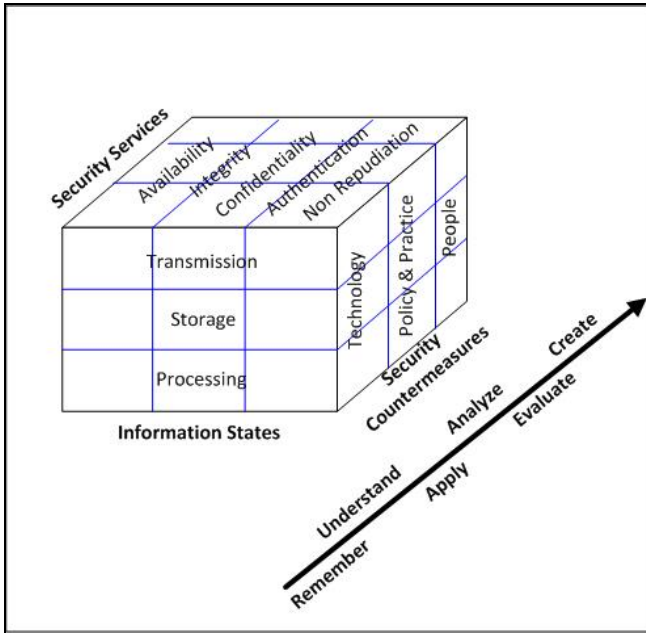 Security Services
Availability
Integrity
Confidentiality
Authentication
Non Repudiation
Transmission
Storage
Processing
Technology
Policy & Practice
People
Information States
Security
Countermeasures
Remember
Understand
Apply
Analyze
Evaluate
Create